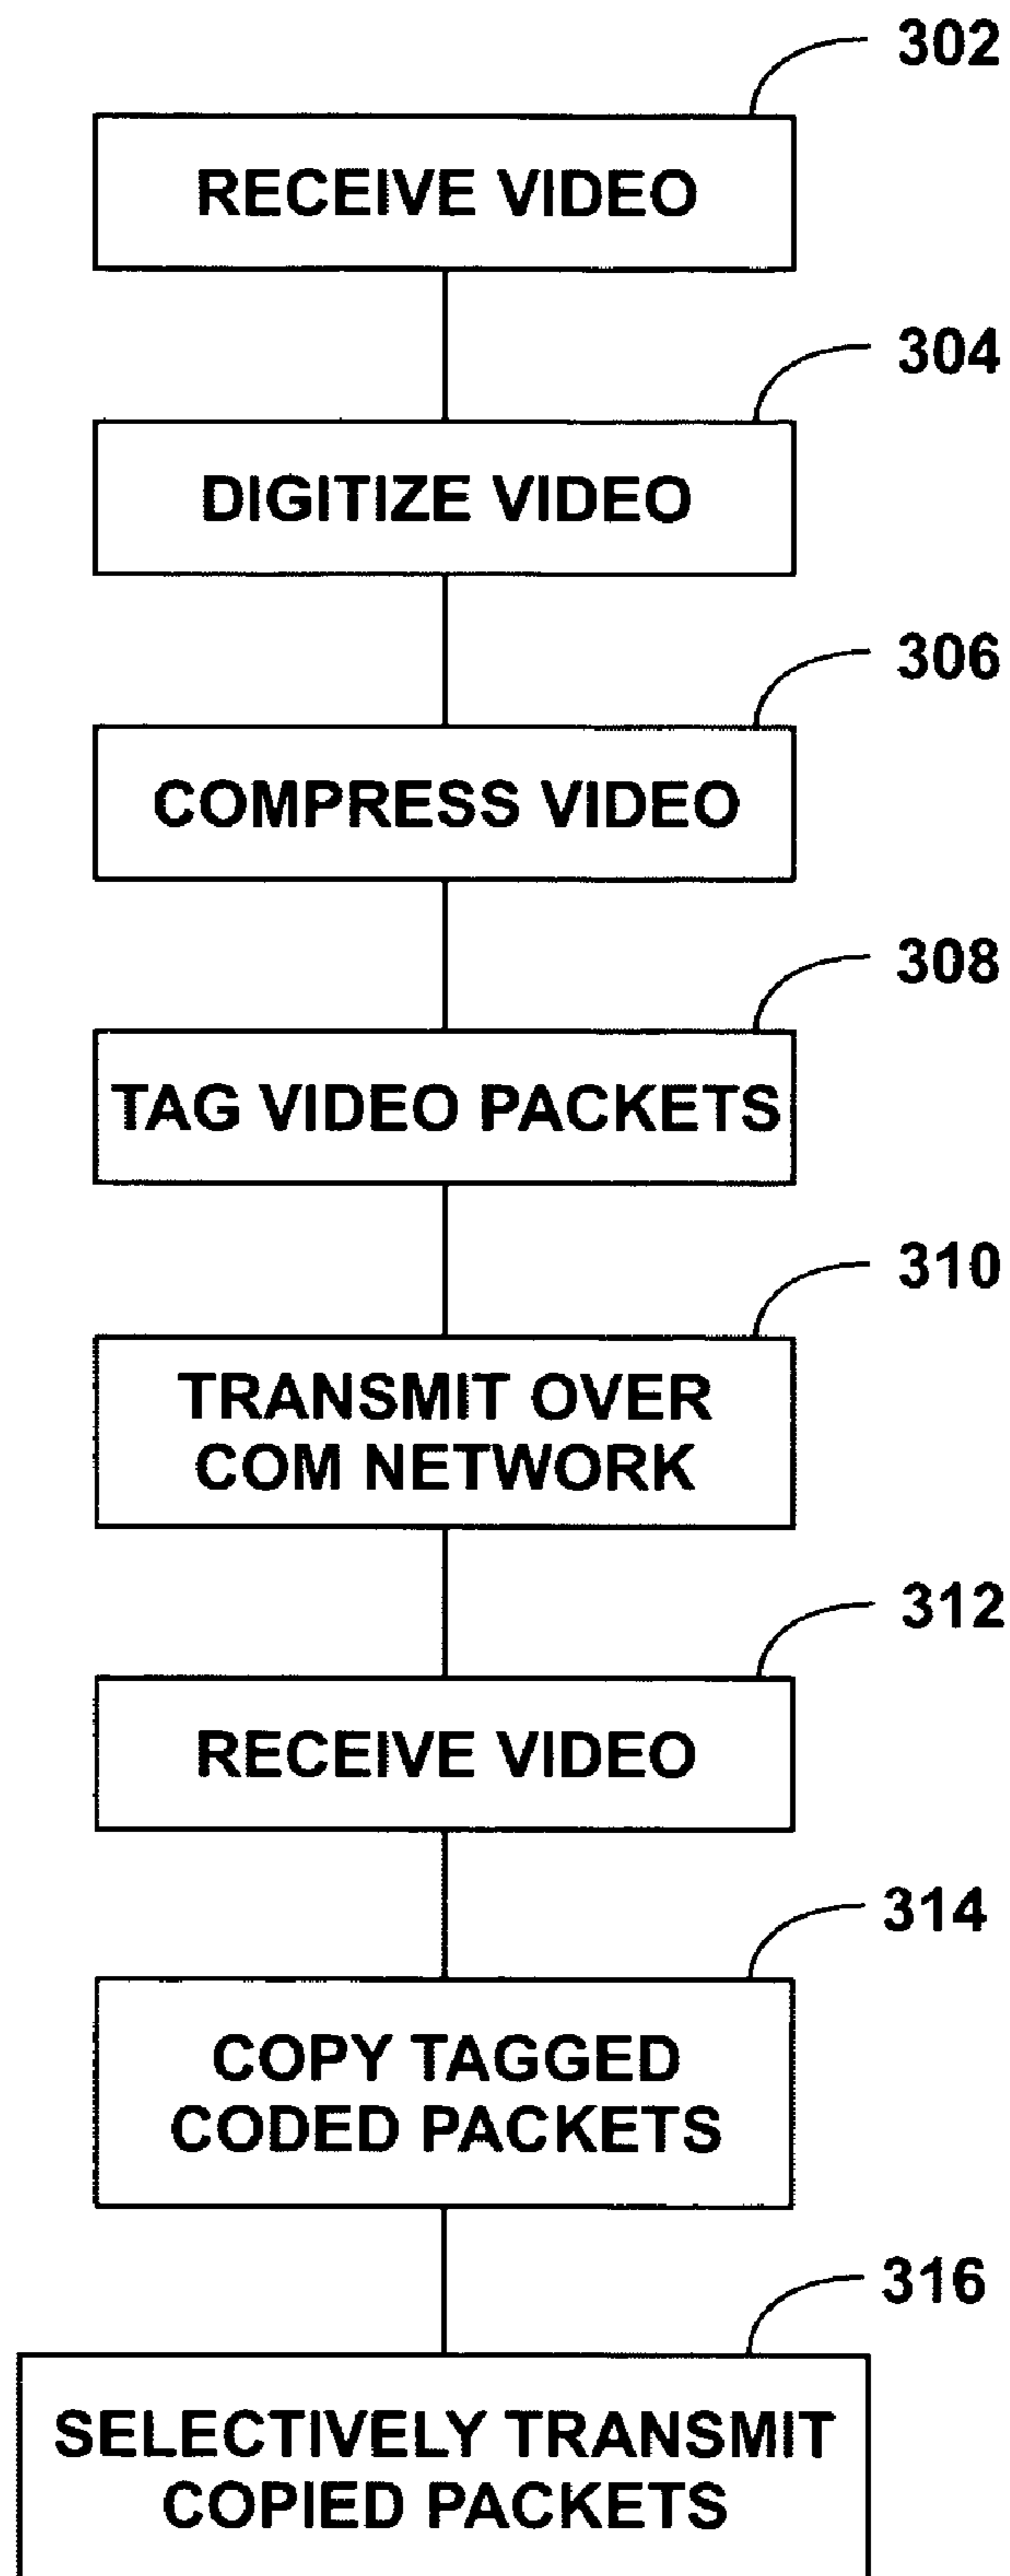 302
RECEIVE VIDEO
304
DIGITIZE VIDEO
306
COMPRESS VIDEO
308
TAG VIDEO PACKETS
310
TRANSMIT OVER
COM NETWORK
312
RECEIVE VIDEO
314
COPY TAGGED
CODED PACKETS
316
SELECTIVELY TRANSMIT
COPIED PACKETS